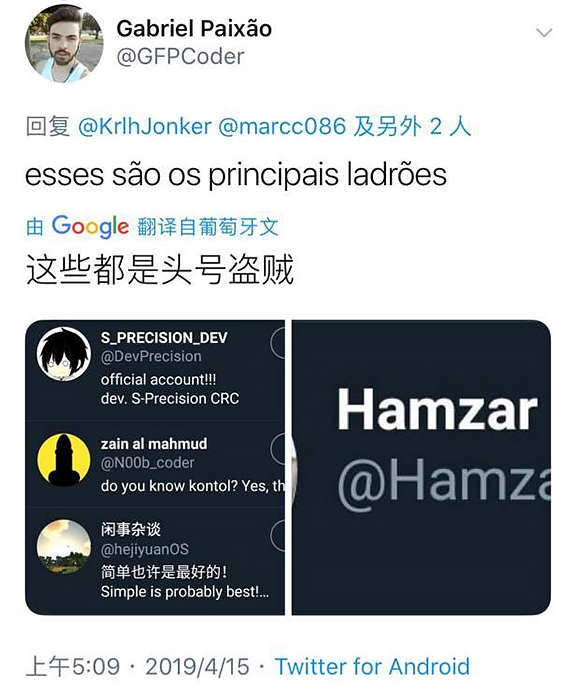 Gabriel Paixão
@GFPCoder
回复 @KrlhJonker @marcc086 及另外 2 人
esses são os principais ladrões
由 Google 翻译自葡萄牙文
这些都是头号盗贼
S_PRECISION_DEV
@DevPrecision
official account!!!
dev. S-Precision CRC
zain al mahmud
@N00b_coder
do you know kontol? Yes, th
闲事杂谈
@hejiyuanOS
简单也许是最好的！
Simple is probably best!...
Hamzar
@Hamza
上午5:09 · 2019/4/15 · Twitter for Android